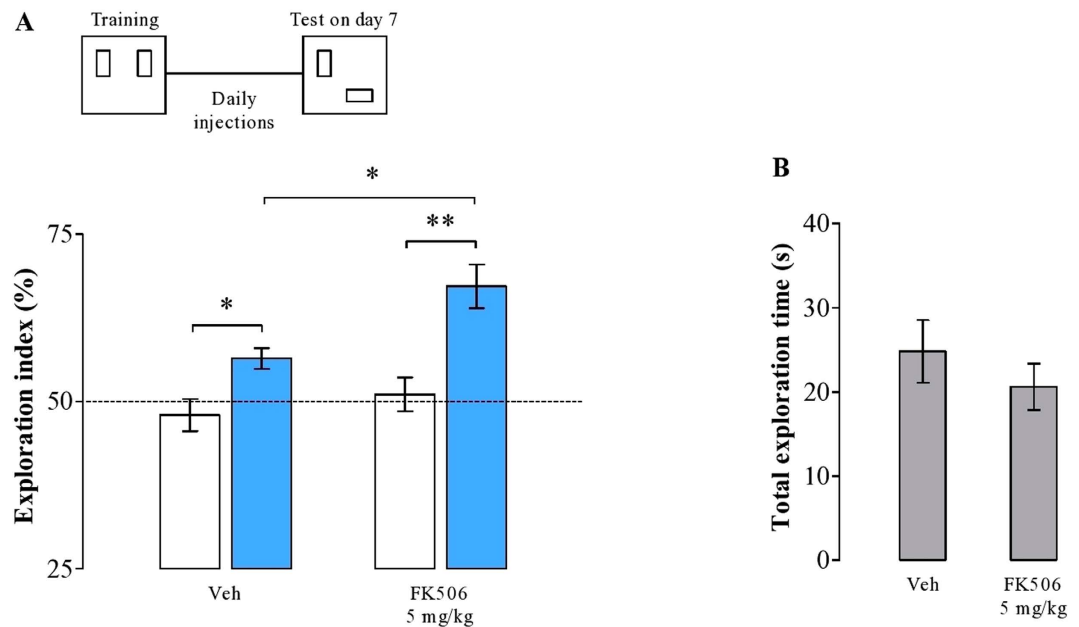 A
Training
Test on day 7
Daily
injections
*
**
*
75
50
25
Exploration index (%)
Veh
FK506
5 mg/kg
B
40
30
20
10
0
Total exploration time (s)
Veh
FK506
5 mg/kg